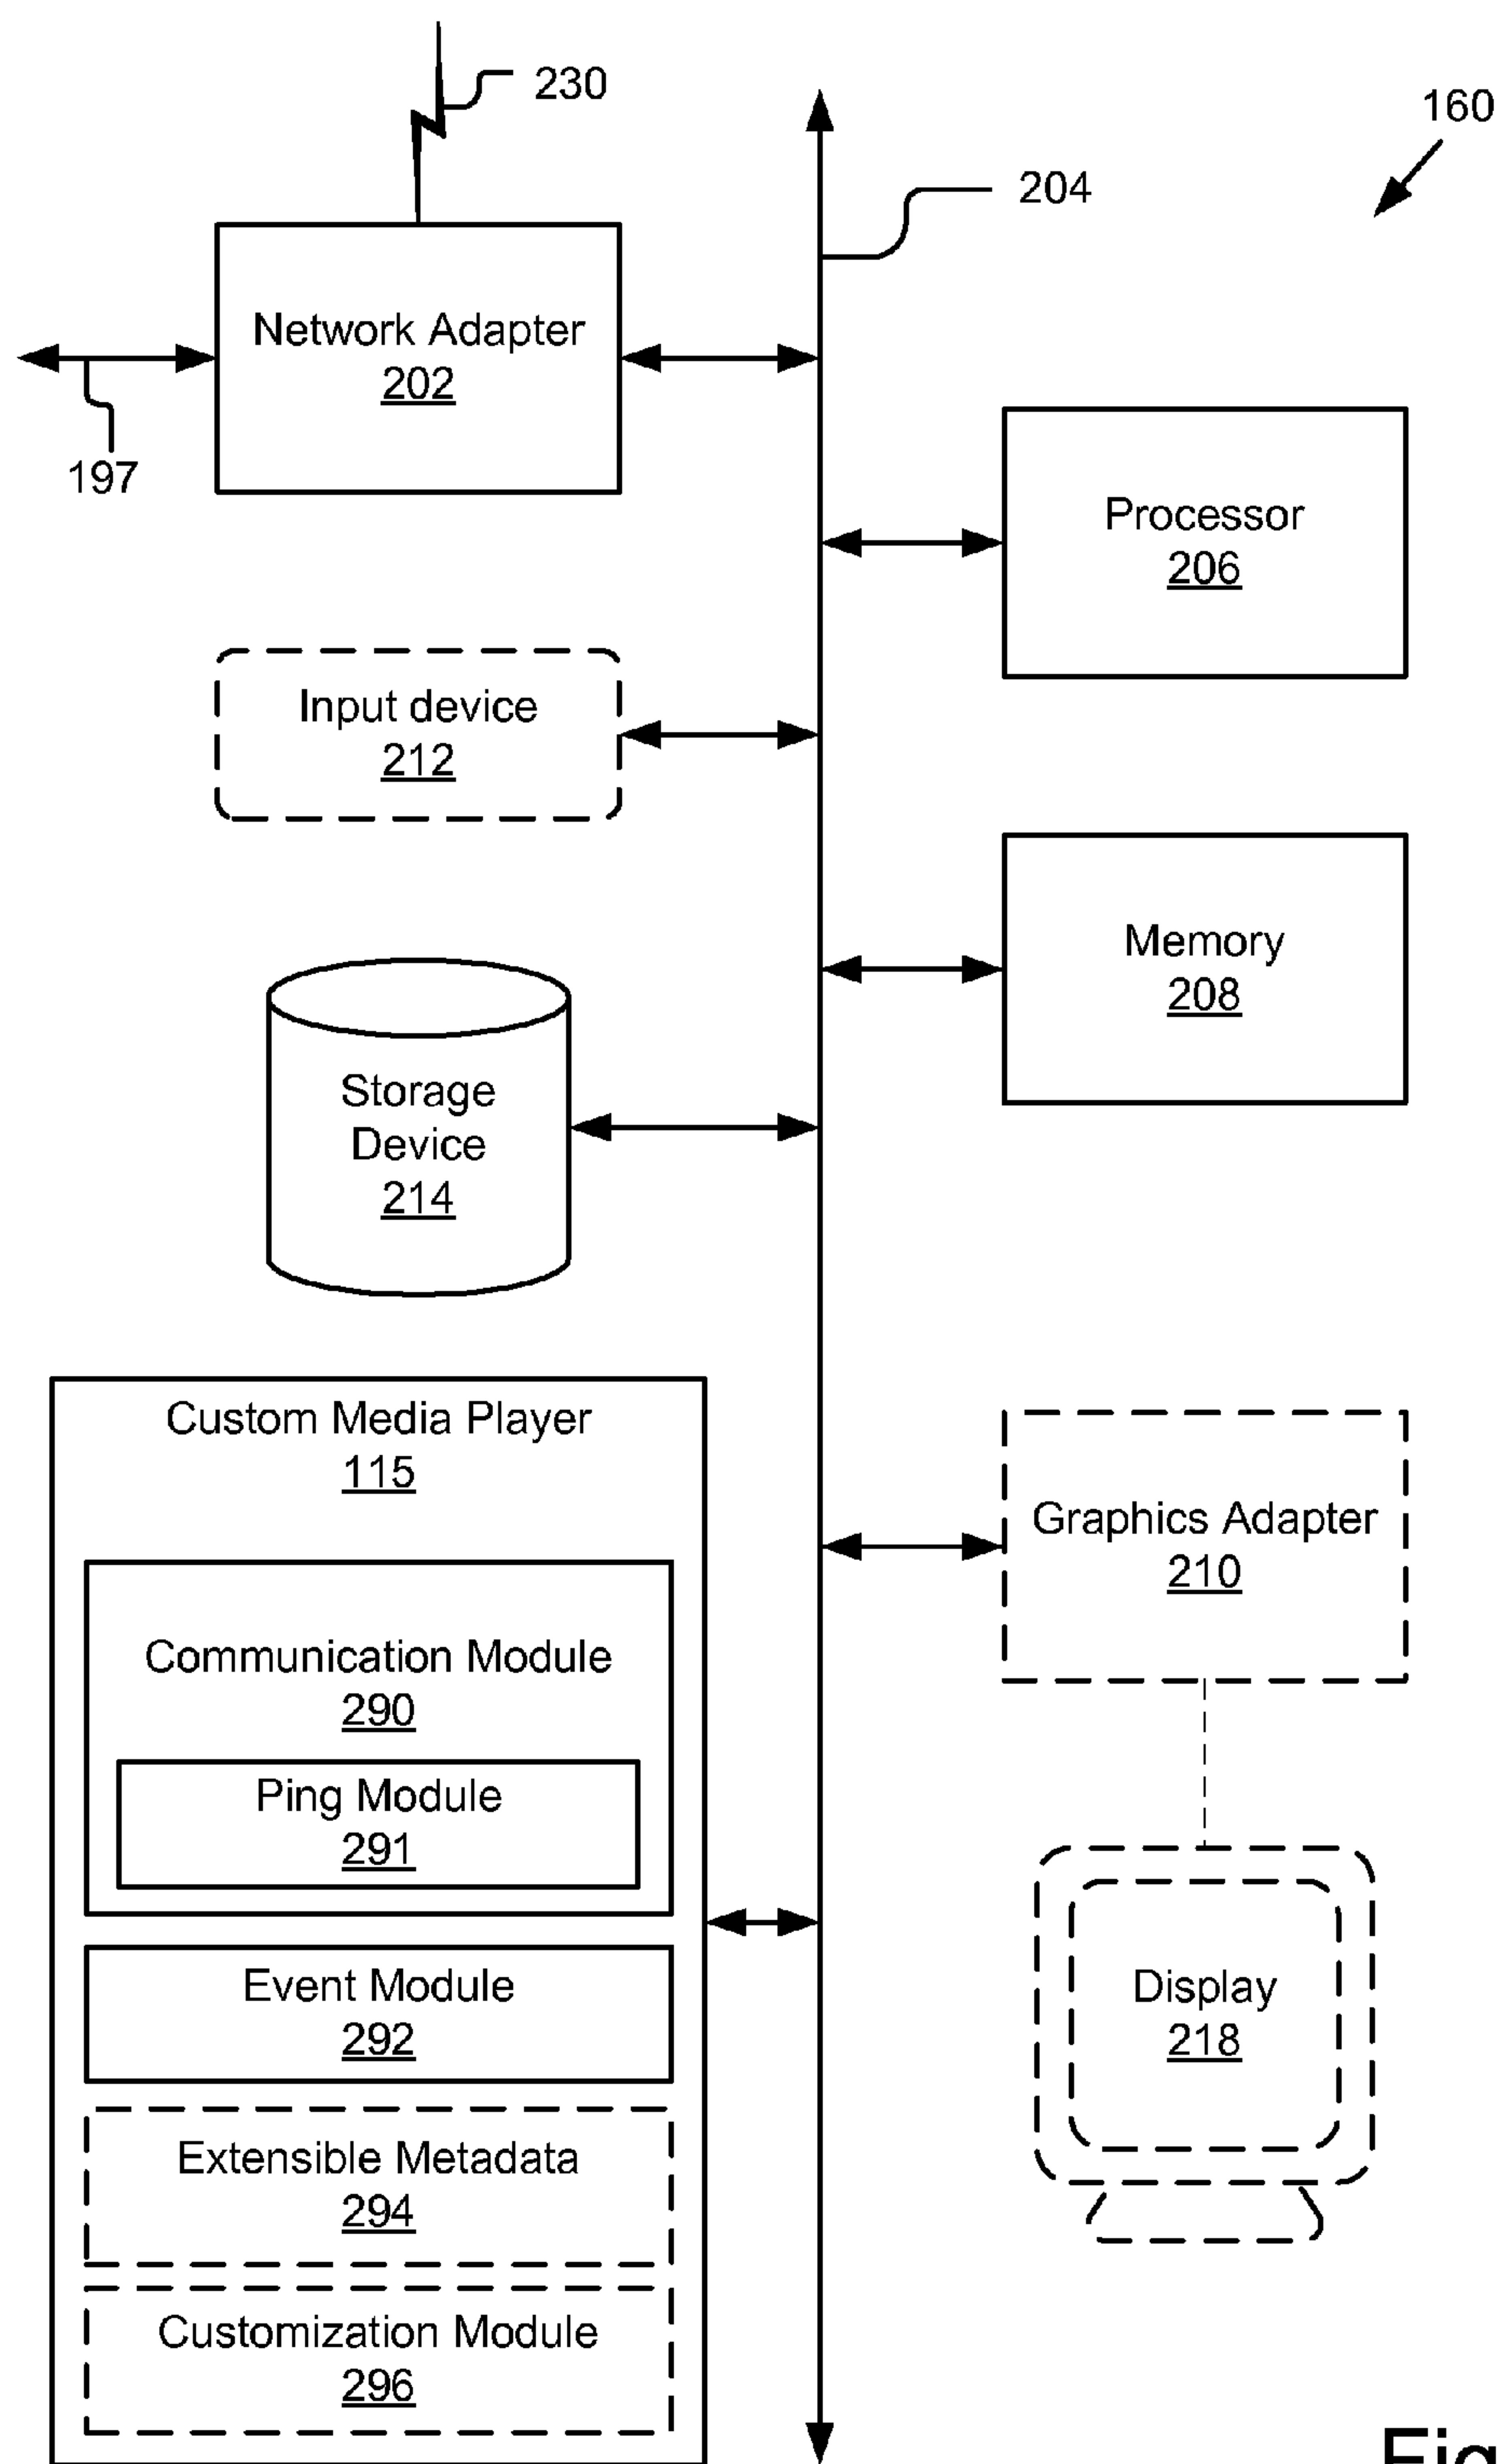 230
160
204
Network Adapter
202
197
Processor
206
Input device
212
Memory
208
Storage
Device
214
Custom Media Player
115
Graphics Adapter
210
Communication Module
290
Ping Module
291
Event Module
292
Display
218
Extensible Metadata
294
Customization Module
296
Fig